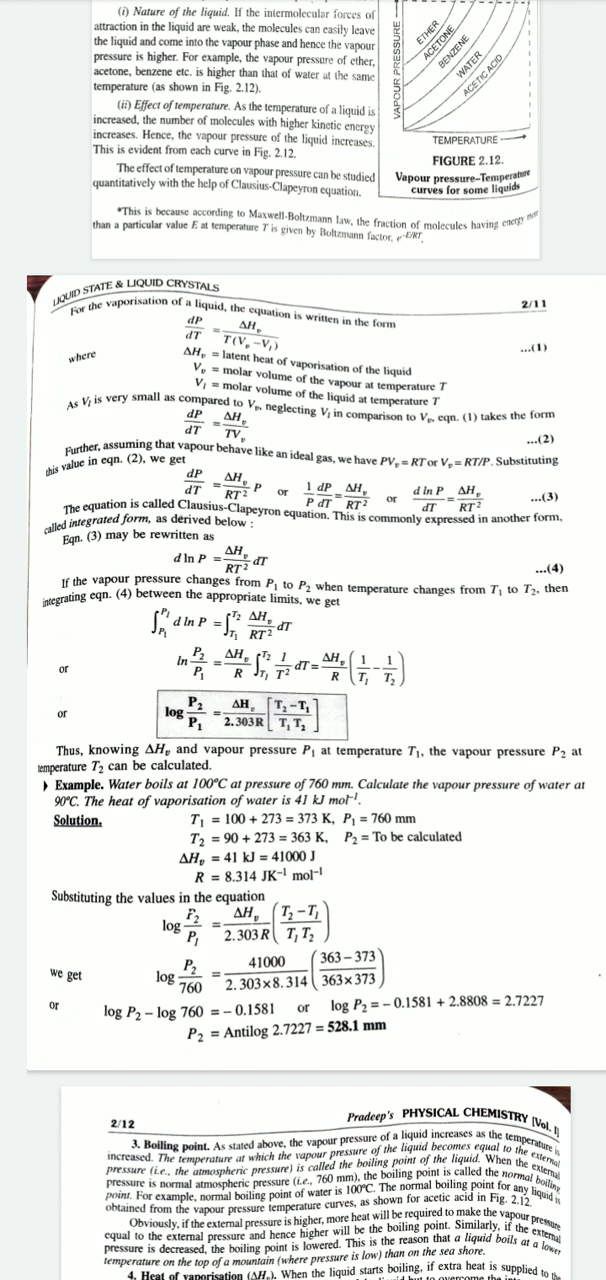 (i) Nature of the liquid. If the intermolecular forces of
attraction in the liquid are weak, the molecules can easily leave
the liquid and come into the vapour phase and hence the vapour
pressure is higher. For example, the vapour pressure of ether,
acetone, benzene etc. is higher than that of water at the same
temperature (as shown in Fig. 2.12).
(ii) Effect of temperature. As the temperature of a liquid is
increased, the number of molecules with higher kinetic energy
increases. Hence, the vapour pressure of the liquid increases.
This is evident from each curve in Fig. 2.12.
The effect of temperature on vapour pressure can be studied
quantitatively with the help of Clausius-Clapeyron equation.
VAPOUR PRESSURE
ETHER
ACETONE
BENZENE
WATER
ACETIC ACID
TEMPERATURE
FIGURE 2.12.
Vapour pressure–Temperature
curves for some liquids
*This is because according to Maxwell-Boltzmann law, the fraction of molecules having energy more
than a particular value E at temperature T is given by Boltzmann factor, e^–E/RT.
LIQUID STATE & LIQUID CRYSTALS
2/11
For the vaporisation of a liquid, the equation is written in the form
dP/dT = ΔHᵥ / T(Vᵥ – Vₗ) ...(1)
where ΔHᵥ = latent heat of vaporisation of the liquid
Vᵥ = molar volume of the vapour at temperature T
Vₗ = molar volume of the liquid at temperature T
As Vₗ is very small as compared to Vᵥ, neglecting Vₗ in comparison to Vᵥ, eqn. (1) takes the form
dP/dT = ΔHᵥ/TVᵥ ...(2)
Further, assuming that vapour behave like an ideal gas, we have PVᵥ = RT or Vᵥ = RT/P. Substituting
this value in eqn. (2), we get
dP/dT = ΔHᵥ/RT² P or 1/P dP/dT = ΔHᵥ/RT² or d ln P/dT = ΔHᵥ/RT² ...(3)
The equation is called Clausius-Clapeyron equation. This is commonly expressed in another form,
called integrated form, as derived below :
Eqn. (3) may be rewritten as
d ln P = ΔHᵥ/RT² dT ...(4)
If the vapour pressure changes from P₁ to P₂ when temperature changes from T₁ to T₂, then
integrating eqn. (4) between the appropriate limits, we get
∫_P₁^P₂ d ln P = ∫_T₁^T₂ ΔHᵥ/RT² dT
or ln P₂/P₁ = ΔHᵥ/R ∫_T₁^T₂ 1/T² dT = ΔHᵥ/R (1/T₁ – 1/T₂)
or log P₂/P₁ = ΔHᵥ/2.303 R [T₂ – T₁ / T₁ T₂]
Thus, knowing ΔHᵥ and vapour pressure P₁ at temperature T₁, the vapour pressure P₂ at
temperature T₂ can be calculated.
Example. Water boils at 100°C at pressure of 760 mm. Calculate the vapour pressure of water at
90°C. The heat of vaporisation of water is 41 kJ mol⁻¹.
Solution. T₁ = 100 + 273 = 373 K, P₁ = 760 mm
T₂ = 90 + 273 = 363 K, P₂ = To be calculated
ΔHᵥ = 41 kJ = 41000 J
R = 8.314 JK⁻¹ mol⁻¹
Substituting the values in the equation
log P₂/P₁ = ΔHᵥ/2.303 R (T₂ – T₁ / T₁ T₂)
we get log P₂/760 = 41000/2.303×8.314 (363 – 373 / 363×373)
or log P₂ – log 760 = – 0.1581 or log P₂ = – 0.1581 + 2.8808 = 2.7227
P₂ = Antilog 2.7227 = 528.1 mm
2/12
Pradeep's PHYSICAL CHEMISTRY [Vol. I]
3. Boiling point. As stated above, the vapour pressure of a liquid increases as the temperature is
increased. The temperature at which the vapour pressure of the liquid becomes equal to the external
pressure (i.e., the atmospheric pressure) is called the boiling point of the liquid. When the external
pressure is normal atmospheric pressure (i.e., 760 mm), the boiling point is called the normal boiling
point. For example, normal boiling point of water is 100°C. The normal boiling point for any liquid is
obtained from the vapour pressure temperature curves, as shown for acetic acid in Fig. 2.12.
Obviously, if the external pressure is higher, more heat will be required to make the vapour pressure
equal to the external pressure and hence higher will be the boiling point. Similarly, if the external
pressure is decreased, the boiling point is lowered. This is the reason that a liquid boils at a lower
temperature on the top of a mountain (where pressure is low) than on the sea shore.
4. Heat of vaporisation (ΔHᵥ). When the liquid starts boiling, if extra heat is supplied to the